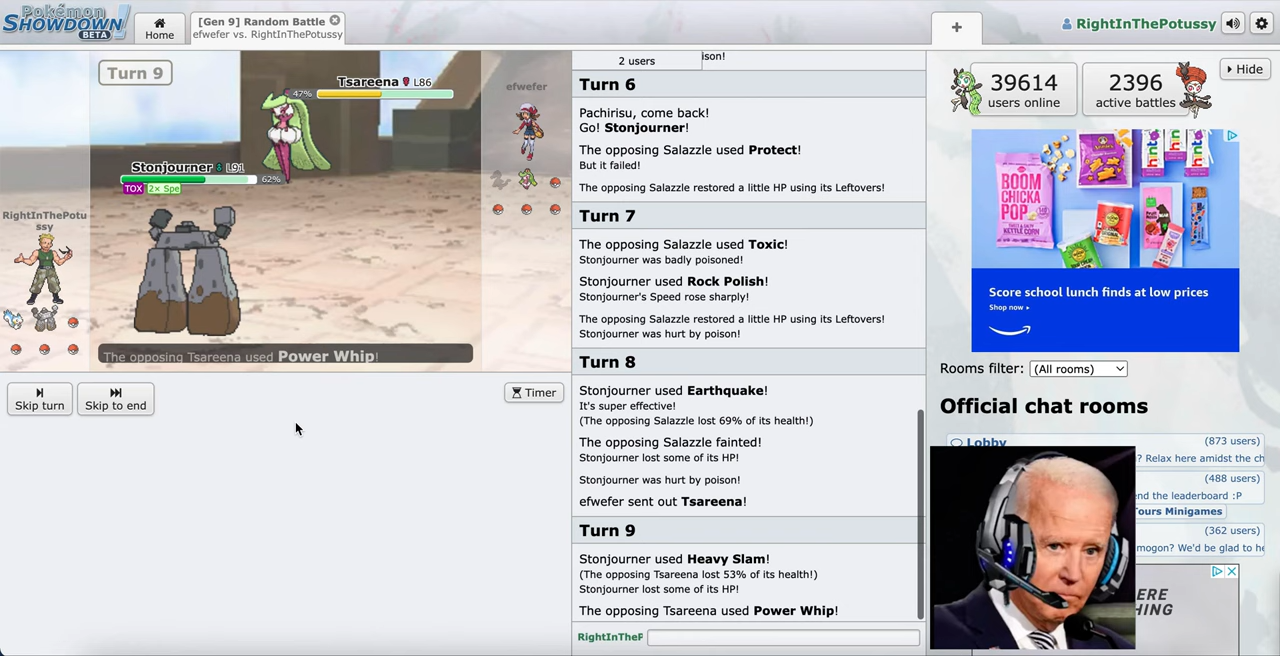 Pokémon
SHOWDOWN!
BETA
Home
[Gen 9] Random Battle
efwefer vs. RightInThePotussy
+
RightInThePotussy
Turn 9
Tsareena L86
47%
efwefer
Stonjourner L91
62%
TOX 2× Spe
RightInThePotu
ssy
The opposing Tsareena used Power Whip!
Skip turn
Skip to end
Timer
2 users
ison!
Turn 6
Pachirisu, come back!
Go! Stonjourner!
The opposing Salazzle used Protect!
But it failed!
The opposing Salazzle restored a little HP using its Leftovers!
Turn 7
The opposing Salazzle used Toxic!
Stonjourner was badly poisoned!
Stonjourner used Rock Polish!
Stonjourner's Speed rose sharply!
The opposing Salazzle restored a little HP using its Leftovers!
Stonjourner was hurt by poison!
Turn 8
Stonjourner used Earthquake!
It's super effective!
(The opposing Salazzle lost 69% of its health!)
The opposing Salazzle fainted!
Stonjourner lost some of its HP!
Stonjourner was hurt by poison!
efwefer sent out Tsareena!
Turn 9
Stonjourner used Heavy Slam!
(The opposing Tsareena lost 53% of its health!)
Stonjourner lost some of its HP!
The opposing Tsareena used Power Whip!
RightInTheP
39614
users online
2396
active battles
Hide
BOOM
CHICKA
POP
Score school lunch finds at low prices
Shop now ▸
Rooms filter: (All rooms)
Official chat rooms
Lobby (873 users)
? Relax here amidst the ch
(488 users)
end the leaderboard :P
Tours Minigames
(362 users)
mogon? We'd be glad to he
ERE
HING